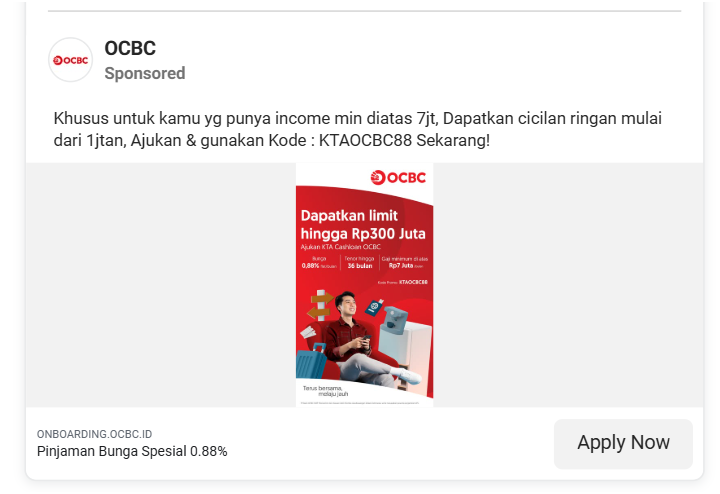 OCBC
OCBC
Sponsored
Khusus untuk kamu yg punya income min diatas 7jt, Dapatkan cicilan ringan mulai
dari 1jtan, Ajukan & gunakan Kode : KTAOCBC88 Sekarang!
OCBC
Dapatkan limit
hingga Rp300 Juta
Ajukan KTA Cashloan OCBC
Bunga Tenor hingga Gaji minimum di atas
0,88% 36 bulan Rp7 Juta
Kode Promo: KTAOCBC88
Terus bersama,
melaju jauh
ONBOARDING.OCBC.ID
Pinjaman Bunga Spesial 0.88%
Apply Now